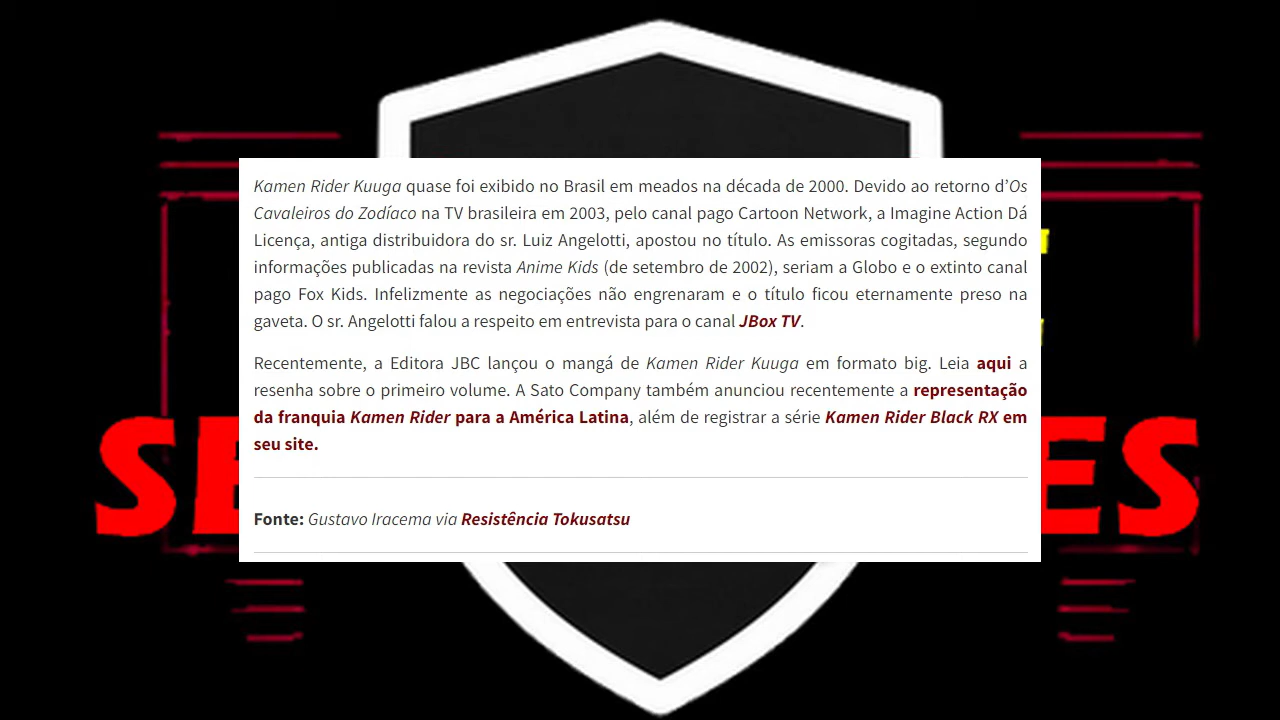 Kamen Rider Kuuga quase foi exibido no Brasil em meados na década de 2000. Devido ao retorno d’Os
Cavaleiros do Zodíaco na TV brasileira em 2003, pelo canal pago Cartoon Network, a Imagine Action Dá
Licença, antiga distribuidora do sr. Luiz Angelotti, apostou no título. As emissoras cogitadas, segundo
informações publicadas na revista Anime Kids (de setembro de 2002), seriam a Globo e o extinto canal
pago Fox Kids. Infelizmente as negociações não engrenaram e o título ficou eternamente preso na
gaveta. O sr. Angelotti falou a respeito em entrevista para o canal JBox TV.
Recentemente, a Editora JBC lançou o mangá de Kamen Rider Kuuga em formato big. Leia aqui a
resenha sobre o primeiro volume. A Sato Company também anunciou recentemente a representação
da franquia Kamen Rider para a América Latina, além de registrar a série Kamen Rider Black RX em
seu site.
Fonte: Gustavo Iracema via Resistência Tokusatsu